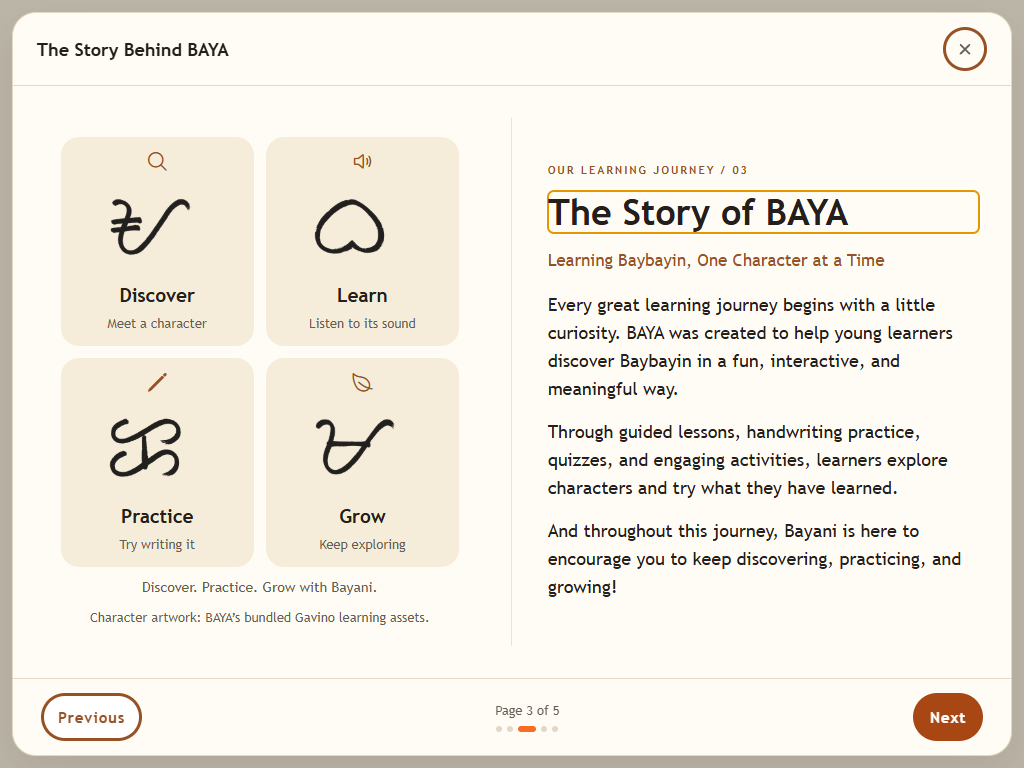 The Story Behind BAYA
ᜀ
Discover
Meet a character
ᜊ
Learn
Listen to its sound
ᜃ
Practice
Try writing it
ᜌ
Grow
Keep exploring
Discover. Practice. Grow with Bayani.
Character artwork: BAYA's bundled Gavino learning assets.
OUR LEARNING JOURNEY / 03
The Story of BAYA
Learning Baybayin, One Character at a Time
Every great learning journey begins with a little
curiosity. BAYA was created to help young learners
discover Baybayin in a fun, interactive, and
meaningful way.
Through guided lessons, handwriting practice,
quizzes, and engaging activities, learners explore
characters and try what they have learned.
And throughout this journey, Bayani is here to
encourage you to keep discovering, practicing, and
growing!
Previous
Page 3 of 5
Next